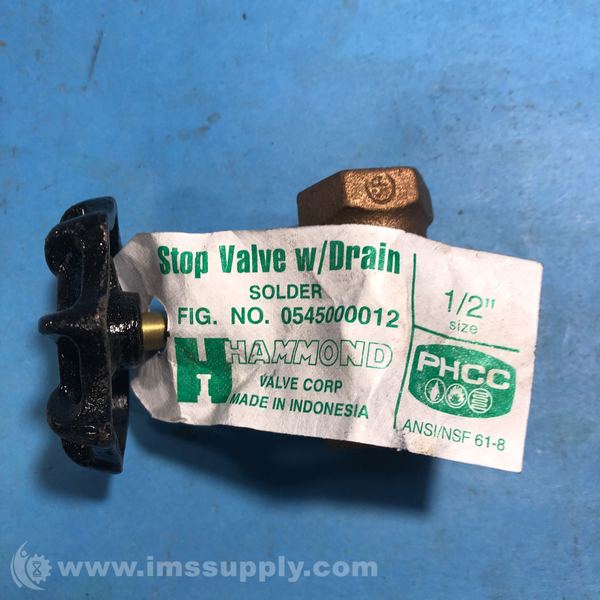 Stop Valve w/Drain
SOLDER
FIG. NO. 0545000012
HAMMOND
VALVE CORP
MADE IN INDONESIA
1/2"
size
PHCC
ANSI/NSF 61-8
www.imssupply.com